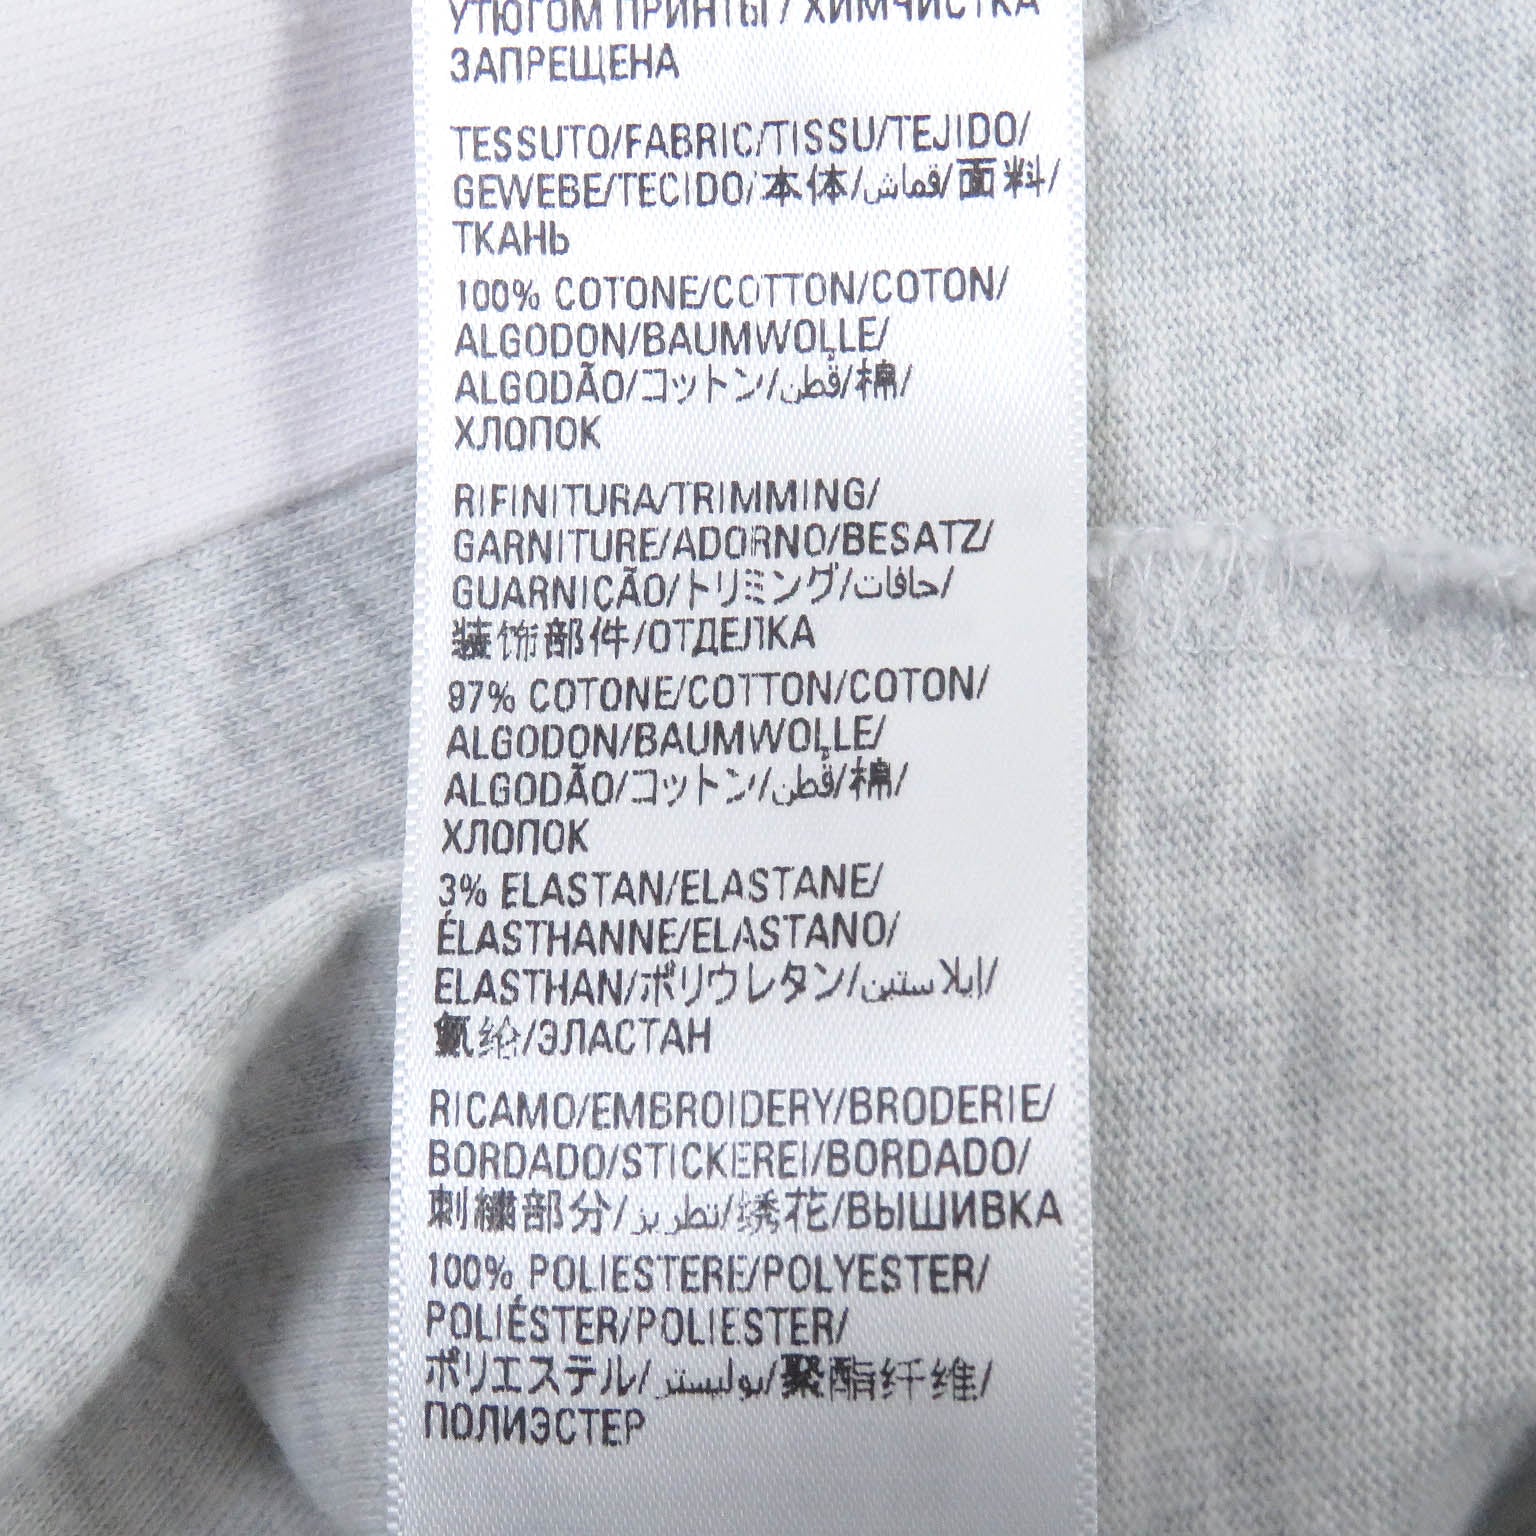 УТЮГОМ ПРИНТЫ / ХИМЧИСТКА
ЗАПРЕЩЕНА
TESSUTO/FABRIC/TISSU/TEJIDO/
GEWEBE/TECIDO/本体/قماش/面料/
ТКАНЬ
100% COTONE/COTTON/COTON/
ALGODON/BAUMWOLLE/
ALGODÃO/コットン/قطن/棉/
ХЛОПОК
RIFINITURA/TRIMMING/
GARNITURE/ADORNO/BESATZ/
GUARNIÇÃO/トリミング/حافات/
装饰部件/ОТДЕЛКА
97% COTONE/COTTON/COTON/
ALGODON/BAUMWOLLE/
ALGODÃO/コットン/قطن/棉/
ХЛОПОК
3% ELASTAN/ELASTANE/
ÉLASTHANNE/ELASTANO/
ELASTHAN/ポリウレタン/إيلاستين/
氨纶/ЭЛАСТАН
RICAMO/EMBROIDERY/BRODERIE/
BORDADO/STICKEREI/BORDADO/
刺繍部分/تطريز/绣花/ВЫШИВКА
100% POLIESTERE/POLYESTER/
POLIÉSTER/POLIESTER/
ポリエステル/بوليستر/聚酯纤维/
ПОЛИЭСТЕР